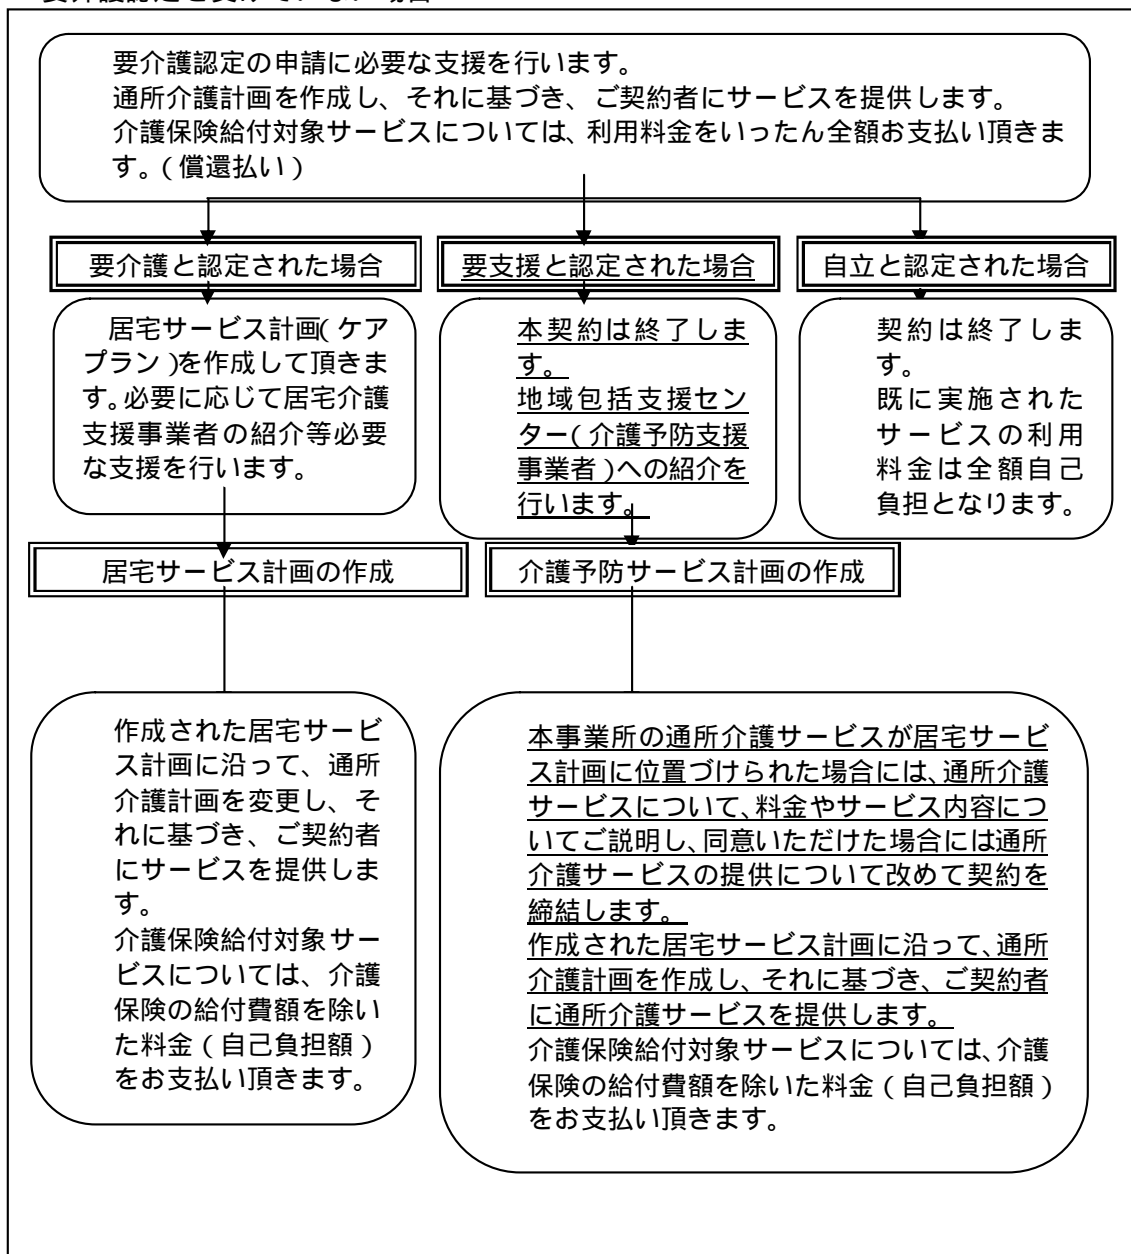 要介護認定を受けていない場合
要介護認定の申請に必要な支援を行います。
通所介護計画を作成し、それに基づき、ご契約者にサービスを提供します。
介護保険給付対象サービスについては、利用料金をいったん全額お支払い頂きま
す。(償還払い)
要介護と認定された場合
要支援と認定された場合
自立と認定された場合
居宅サービス計画(ケア
プラン)を作成して頂きま
す。必要に応じて居宅介護
支援事業者の紹介等必要
な支援を行います。
本契約は終了しま
す。
地域包括支援セン
ター(介護予防支援
事業者)への紹介を
行います。
契約は終了しま
す。
既に実施された
サービスの利用
料金は全額自己
負担となります。
居宅サービス計画の作成
介護予防サービス計画の作成
作成された居宅サービ
ス計画に沿って、通所
介護計画を変更し、そ
れに基づき、ご契約者
にサービスを提供しま
す。
介護保険給付対象サー
ビスについては、介護
保険の給付費額を除い
た料金(自己負担額)
をお支払い頂きます。
本事業所の通所介護サービスが居宅サービ
ス計画に位置づけられた場合には、通所介護
サービスについて、料金やサービス内容につ
いてご説明し、同意いただけた場合には通所
介護サービスの提供について改めて契約を
締結します。
作成された居宅サービス計画に沿って、通所
介護計画を作成し、それに基づき、ご契約者
に通所介護サービスを提供します。
介護保険給付対象サービスについては、介護
保険の給付費額を除いた料金(自己負担額)
をお支払い頂きます。